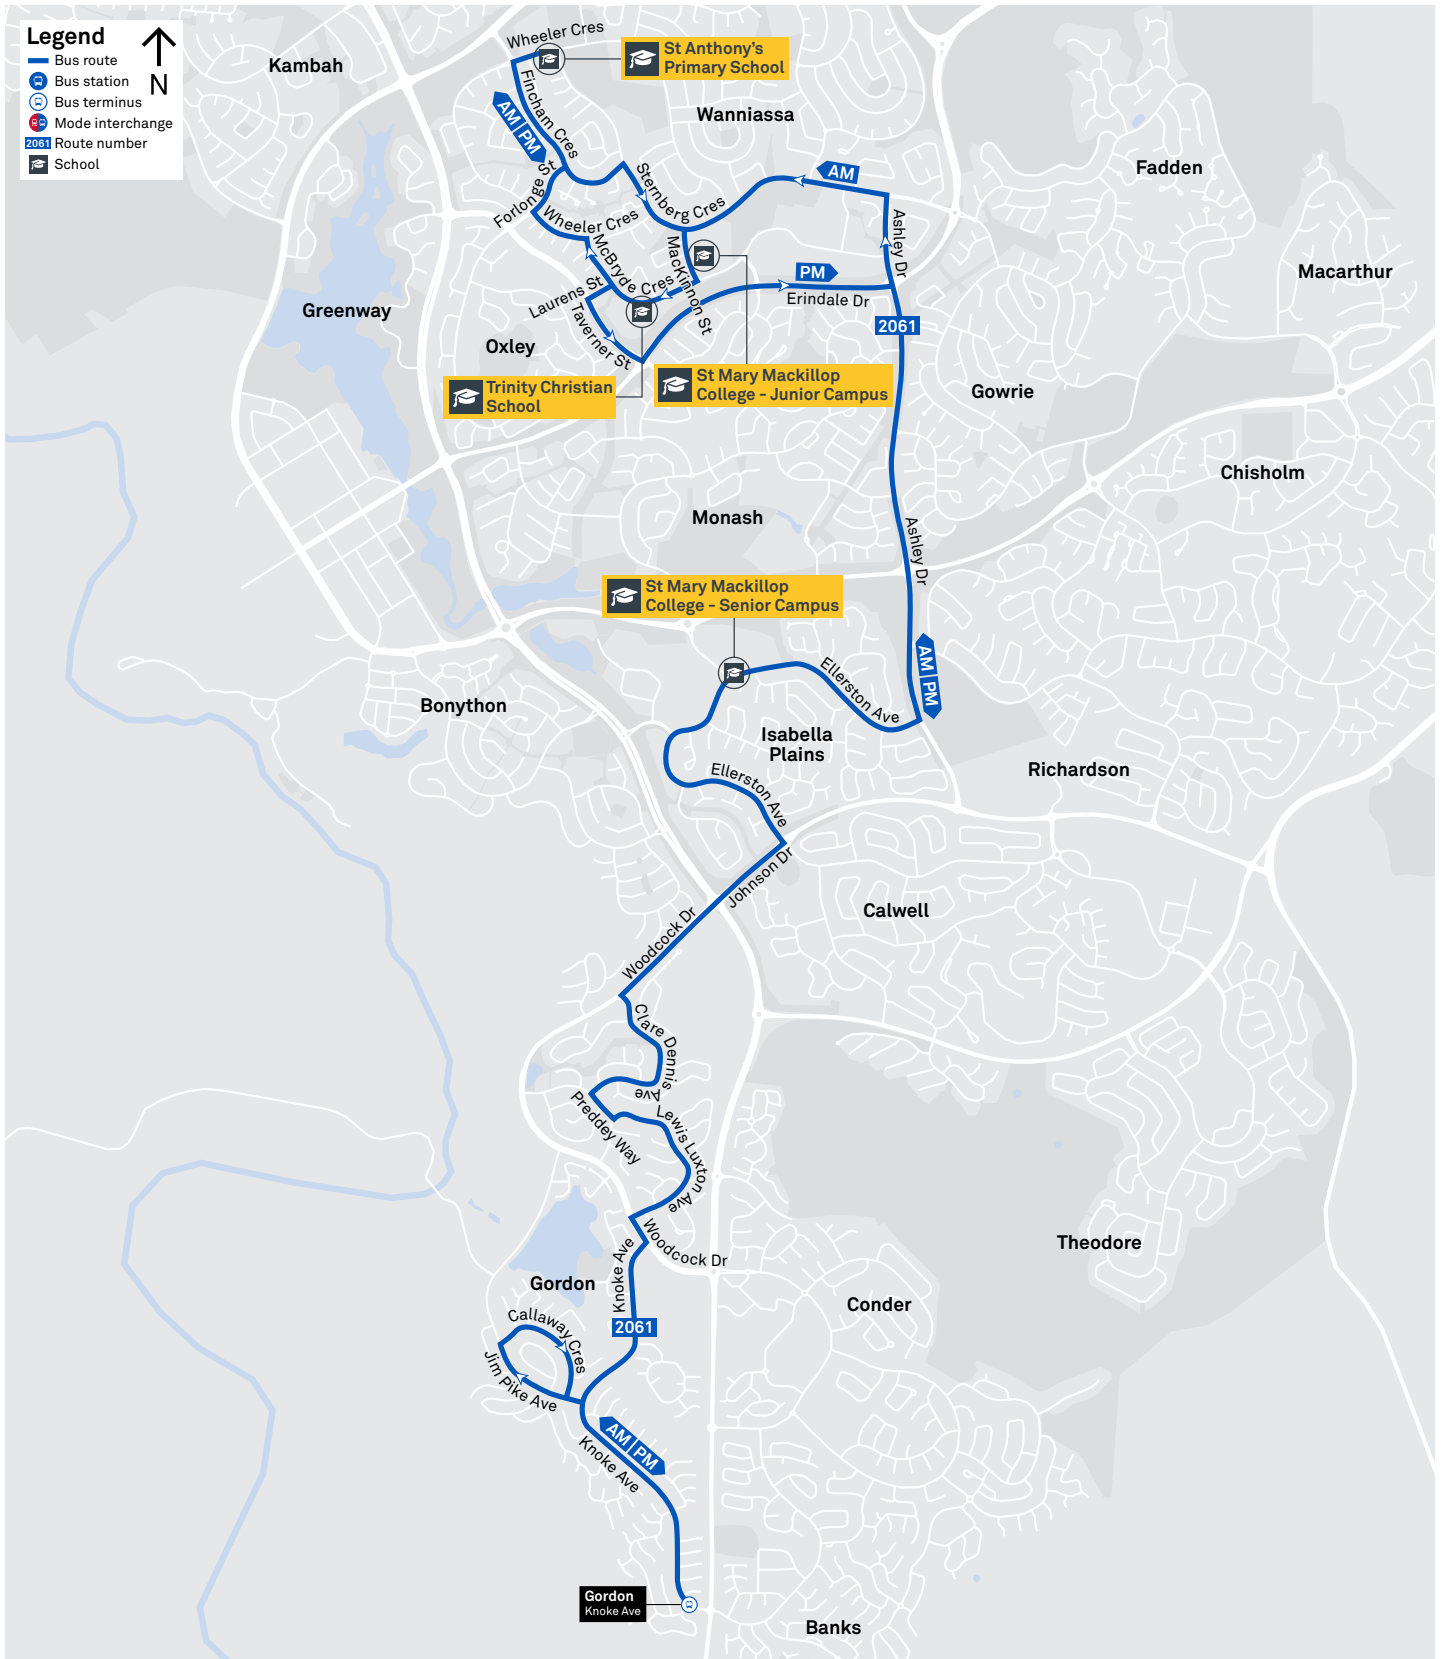 Legend
N
Bus route
Bus station
Bus terminus
Mode interchange
2061 Route number
School
Kambah
Wheeler Cres
St Anthony's
Primary School
Wanniassa
Fadden
Fincham Cres
AM | PM
AM
Forlonge St
Sternberg Cres
Wheeler Cres
Ashley Dr
McBryde Cres
MacKinnon St
Macarthur
PM
Laurens St
Erindale Dr
Greenway
Taverner St
2061
Oxley
St Mary Mackillop
College - Junior Campus
Trinity Christian
School
Gowrie
Chisholm
Monash
Ashley Dr
St Mary Mackillop
College - Senior Campus
AM | PM
Ellerston Ave
Bonython
Isabella
Plains
Richardson
Ellerston Ave
Johnson Dr
Calwell
Woodcock Dr
Clare Dennis Ave
Preddey Way
Lewis Luxton Ave
Woodcock Dr
Theodore
Knoke Ave
Gordon
Conder
Callaway Cres
2061
Jim Pike Ave
AM | PM
Knoke Ave
Gordon
Knoke Ave
Banks